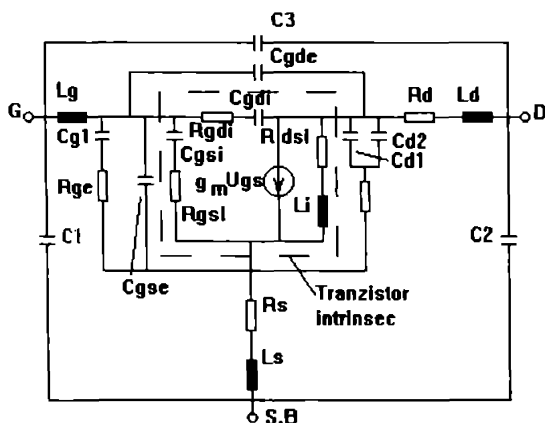 C3
Cgde
Lg
Cgdi
Rd
Ld
G
D
Cg1
Rgdi
Rdsi
Cd2
Cgsi
Cd1
Rge
gmUgs
Li
Rgsi
C1
C2
Cgse
Rs
Tranzistor
intrinsec
Ls
S.B